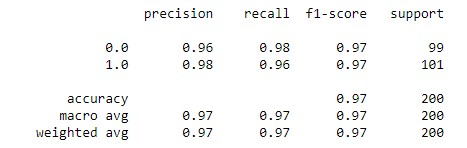 precision recall f1-score support
0.0 0.96 0.98 0.97 99
1.0 0.98 0.96 0.97 101
accuracy 0.97 200
macro avg 0.97 0.97 0.97 200
weighted avg 0.97 0.97 0.97 200